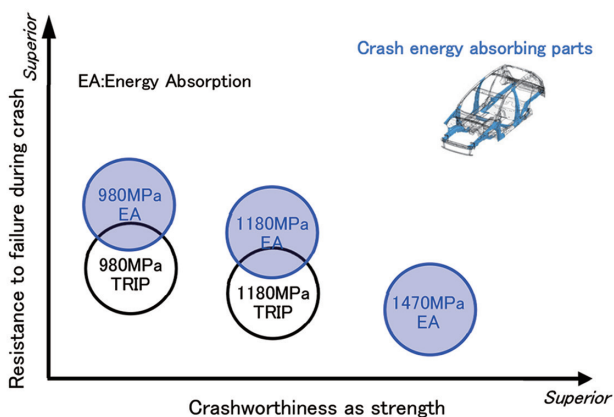 Superior
Resistance to failure during crash
EA:Energy Absorption
Crash energy absorbing parts
980MPa
EA
980MPa
TRIP
1180MPa
EA
1180MPa
TRIP
1470MPa
EA
Superior
Crashworthiness as strength